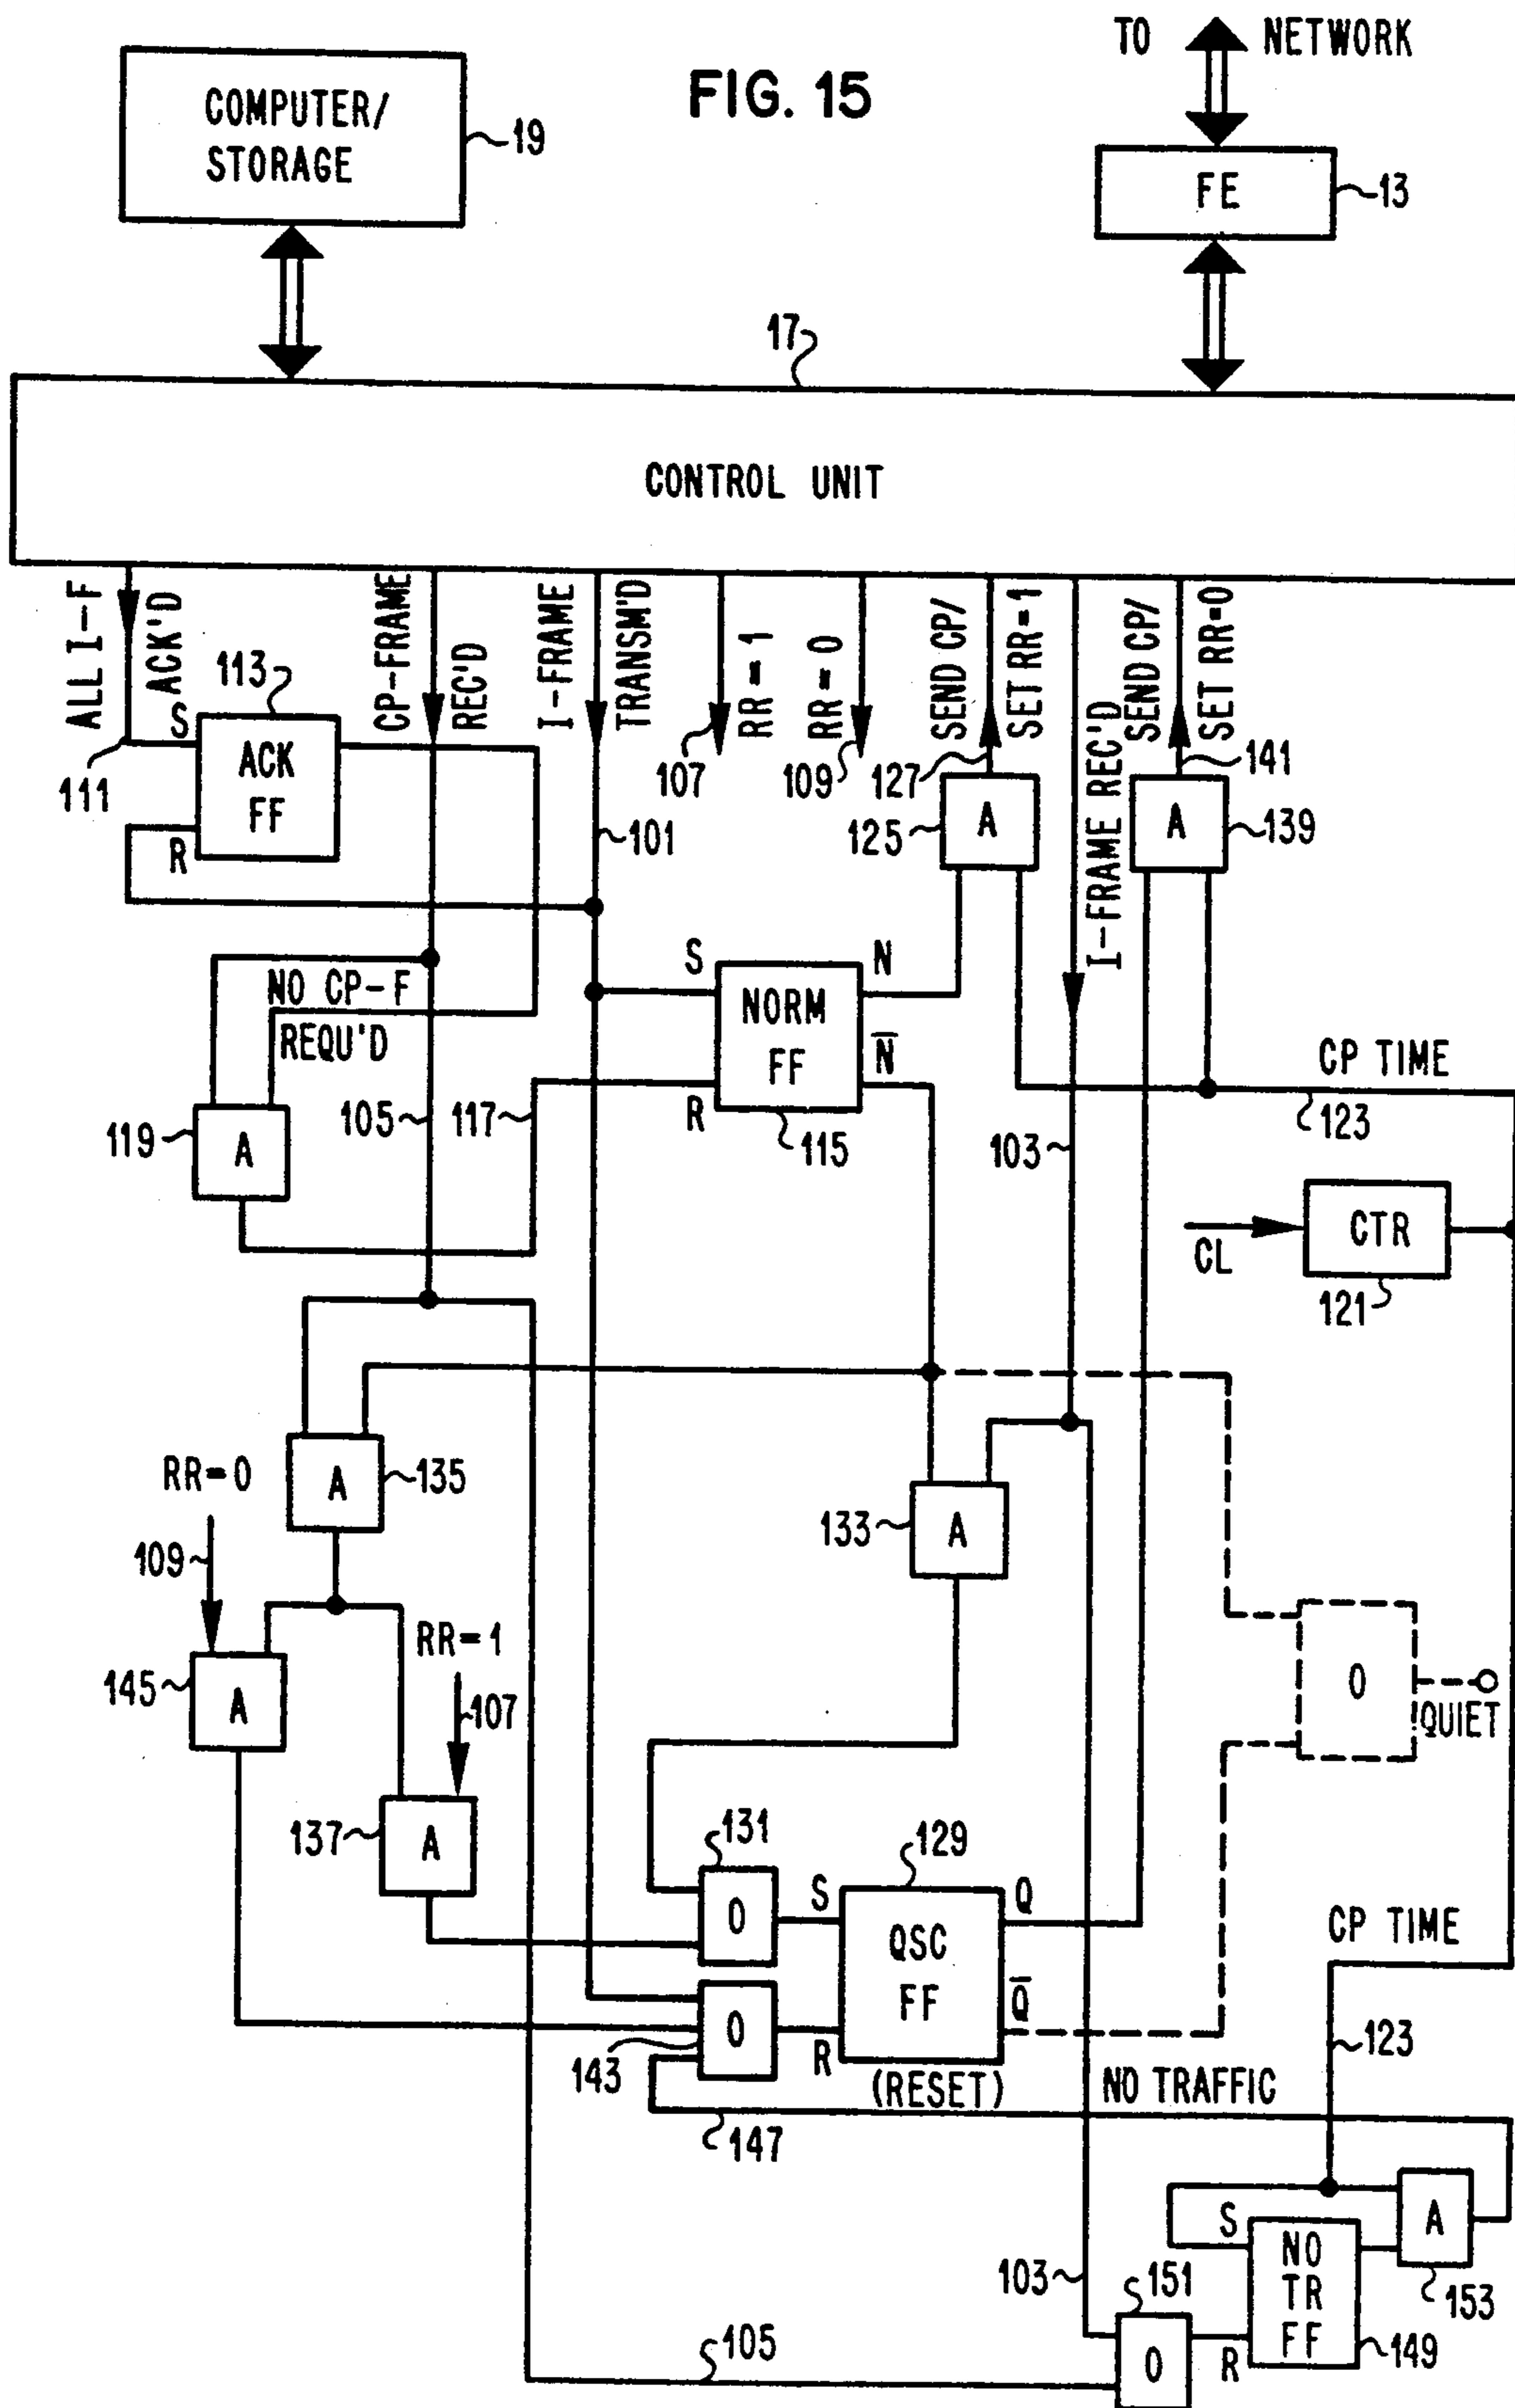 TO NETWORK
FIG. 15
COMPUTER/
STORAGE
19
FE
13
17
CONTROL UNIT
ALL I-F
ACK'D
CP-FRAME
REC'D
I-FRAME
TRANSM'D
RR = 1
RR = 0
SEND CP/
SET RR=1
I-FRAME REC'D
SEND CP/
SET RR=0
113
S
ACK
FF
R
111
101
107
109
127
125
A
141
A
139
NO CP-F
REQU'D
S
NORM
FF
R
N
N̅
115
CP TIME
123
119
A
105
117
103
CL
CTR
121
RR=0
A
135
109
133
A
RR=1
145
A
107
O
QUIET
137
A
131
O
129
S
QSC
FF
Q
Q̅
R
(RESET)
O
143
CP TIME
123
NO TRAFFIC
147
S
NO
TR
FF
R
A
153
149
103
151
O
105